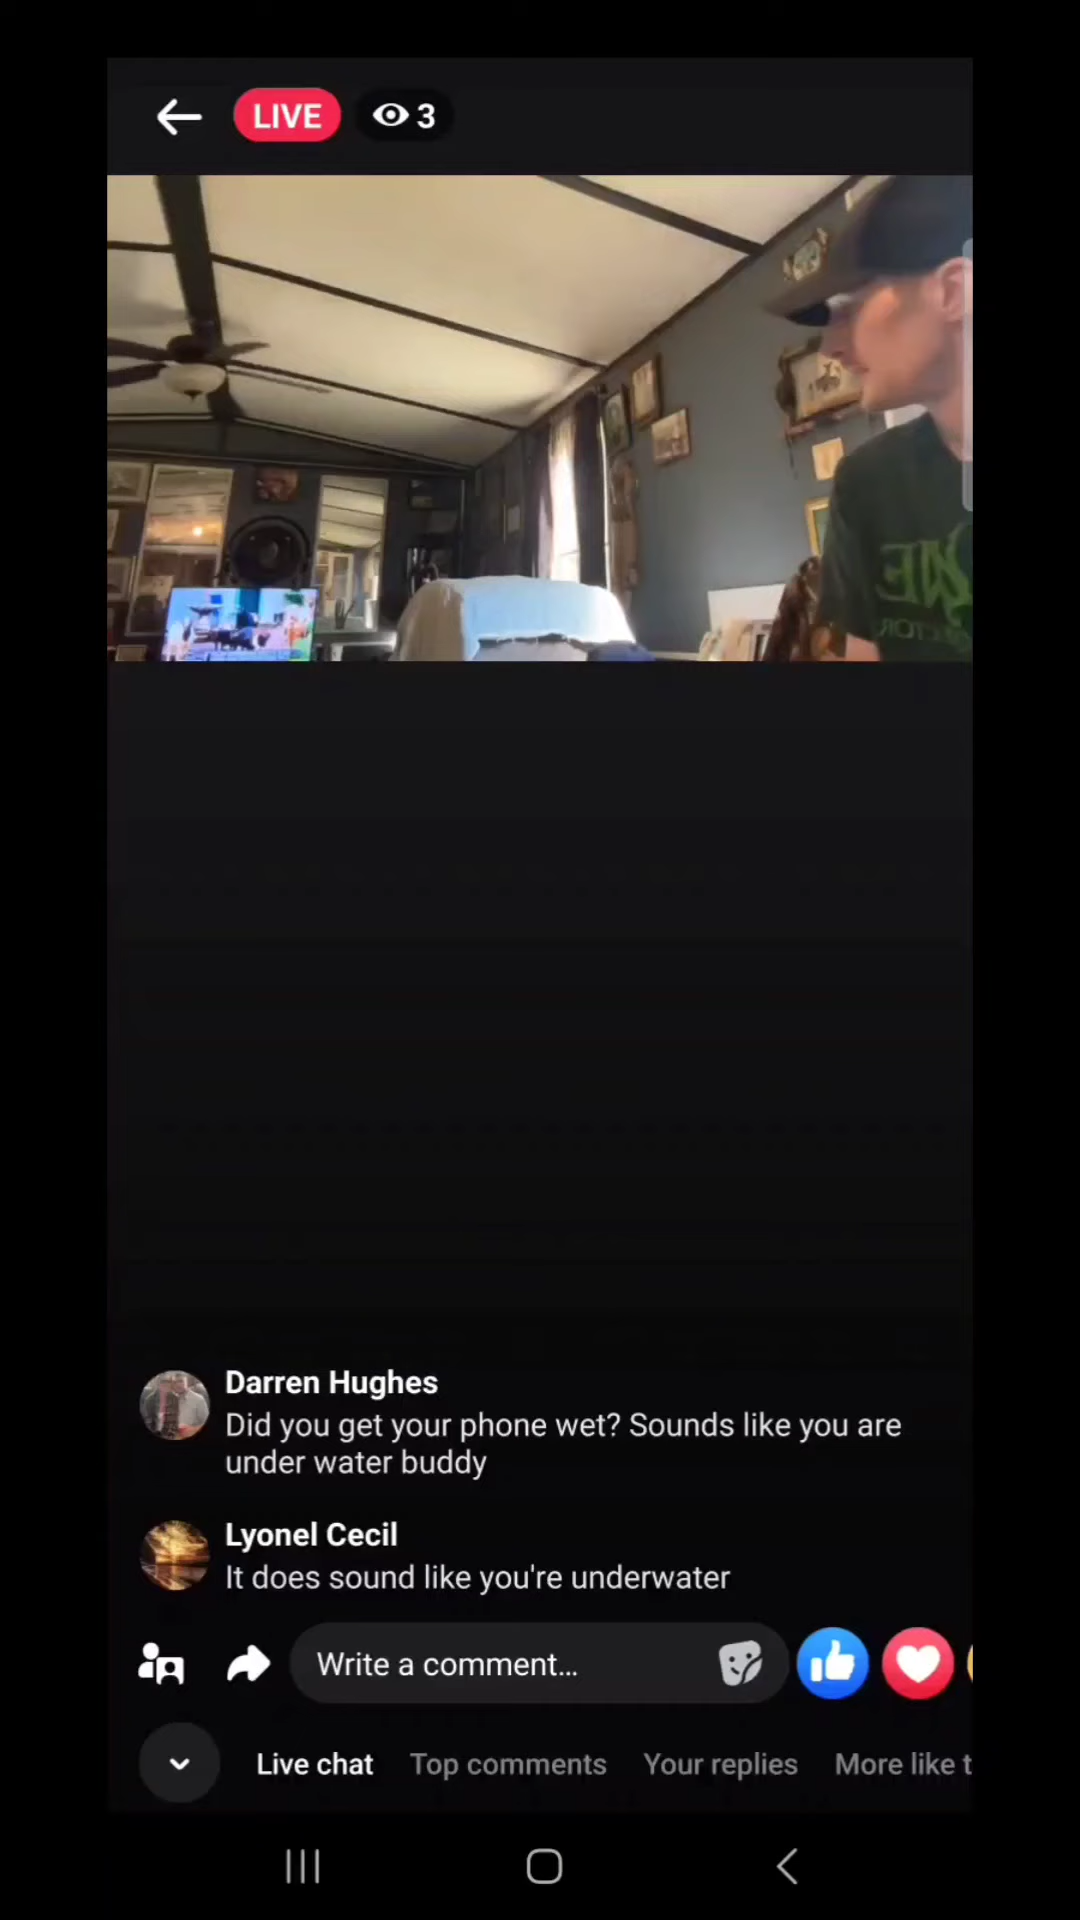 LIVE 3
Darren Hughes
Did you get your phone wet? Sounds like you are
under water buddy
Lyonel Cecil
It does sound like you're underwater
Write a comment...
Live chat Top comments Your replies More like t